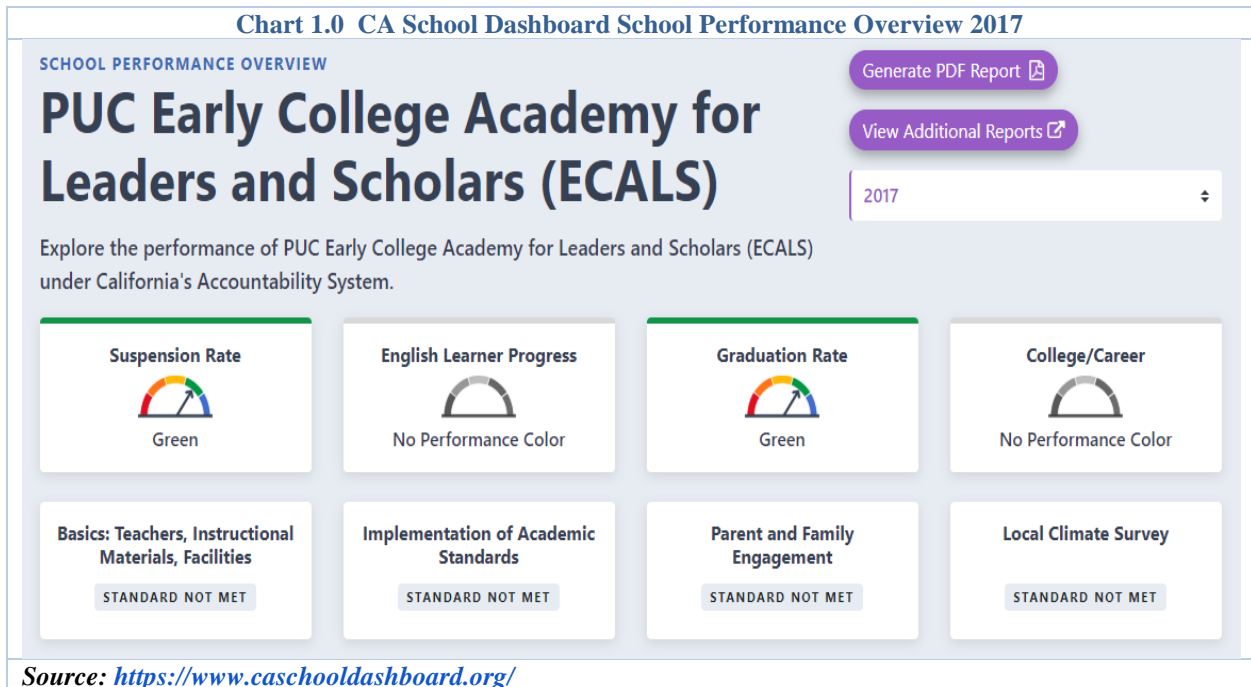 Chart 1.0 CA School Dashboard School Performance Overview 2017
SCHOOL PERFORMANCE OVERVIEW
PUC Early College Academy for
Leaders and Scholars (ECALS)
Generate PDF Report
View Additional Reports
2017
Explore the performance of PUC Early College Academy for Leaders and Scholars (ECALS)
under California's Accountability System.
Suspension Rate
Green
English Learner Progress
No Performance Color
Graduation Rate
Green
College/Career
No Performance Color
Basics: Teachers, Instructional
Materials, Facilities
STANDARD NOT MET
Implementation of Academic
Standards
STANDARD NOT MET
Parent and Family
Engagement
STANDARD NOT MET
Local Climate Survey
STANDARD NOT MET
Source: https://www.caschooldashboard.org/